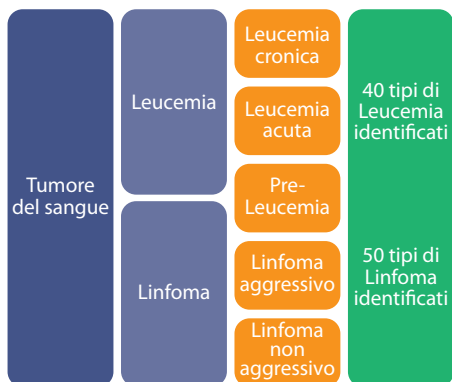 Tumore
del sangue
Leucemia
Linfoma
Leucemia
cronica
Leucemia
acuta
Pre-
Leucemia
Linfoma
aggressivo
Linfoma
non
aggressivo
40 tipi di
Leucemia
identificati
50 tipi di
Linfoma
identificati